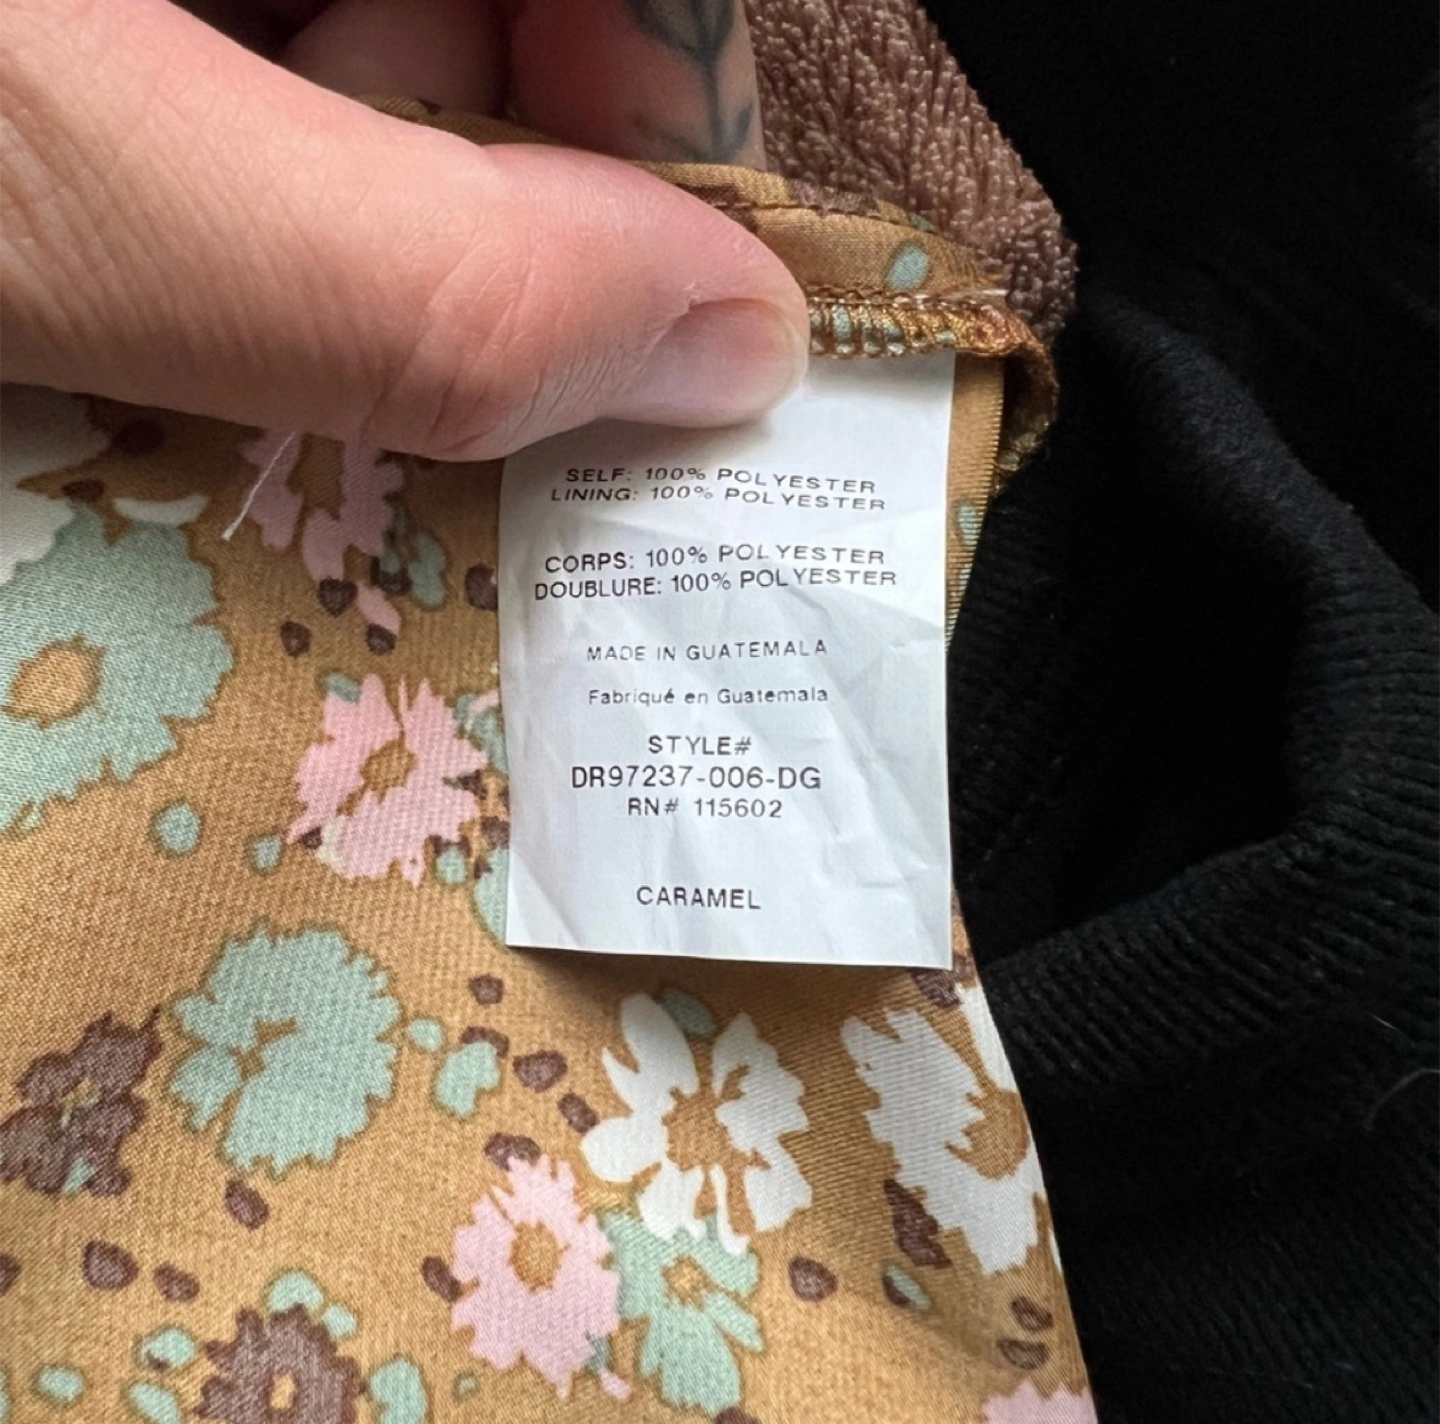 SELF: 100% POLYESTER
LINING: 100% POLYESTER
CORPS: 100% POLYESTER
DOUBLURE: 100% POLYESTER
MADE IN GUATEMALA
Fabriqué en Guatemala
STYLE#
DR97237-006-DG
RN# 115602
CARAMEL